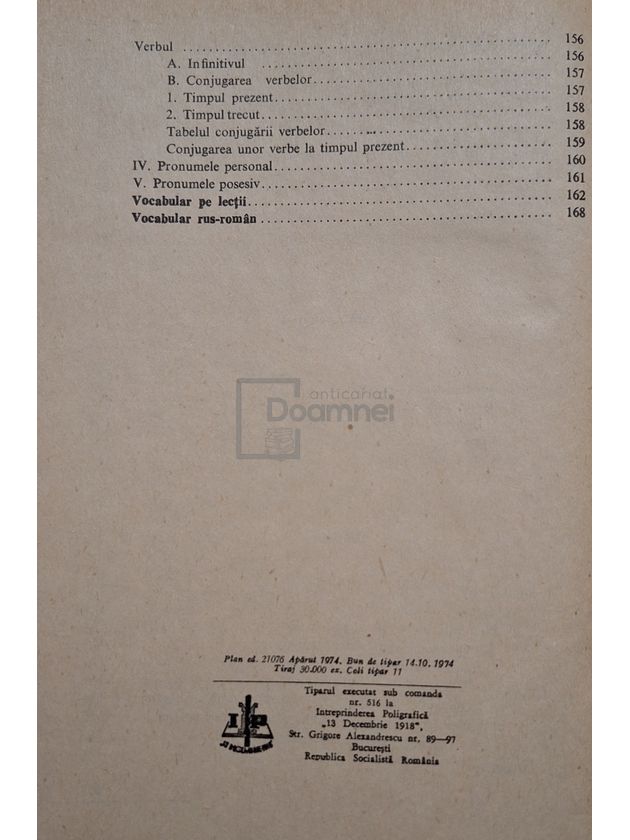 Verbul ........ 156
A. Infinitivul ........ 156
B. Conjugarea verbelor ........ 157
1. Timpul prezent ........ 157
2. Timpul trecut ........ 158
Tabelul conjugării verbelor ........ 158
Conjugarea unor verbe la timpul prezent ........ 159
IV. Pronumele personal ........ 160
V. Pronumele posesiv ........ 161
Vocabular pe lecții ........ 162
Vocabular rus-român ........ 168
anticariat
Doamnei
Plan ed. 21076 Apărut 1974. Bun de tipar 14.10.1974
Tiraj 30.000 ex. Coli tipar 11
Tiparul executat sub comanda
nr. 516 la
Intreprinderea Poligrafică
„13 Decembrie 1918",
Str. Grigore Alexandrescu nr. 89—97
București
Republica Socialistă România
IP